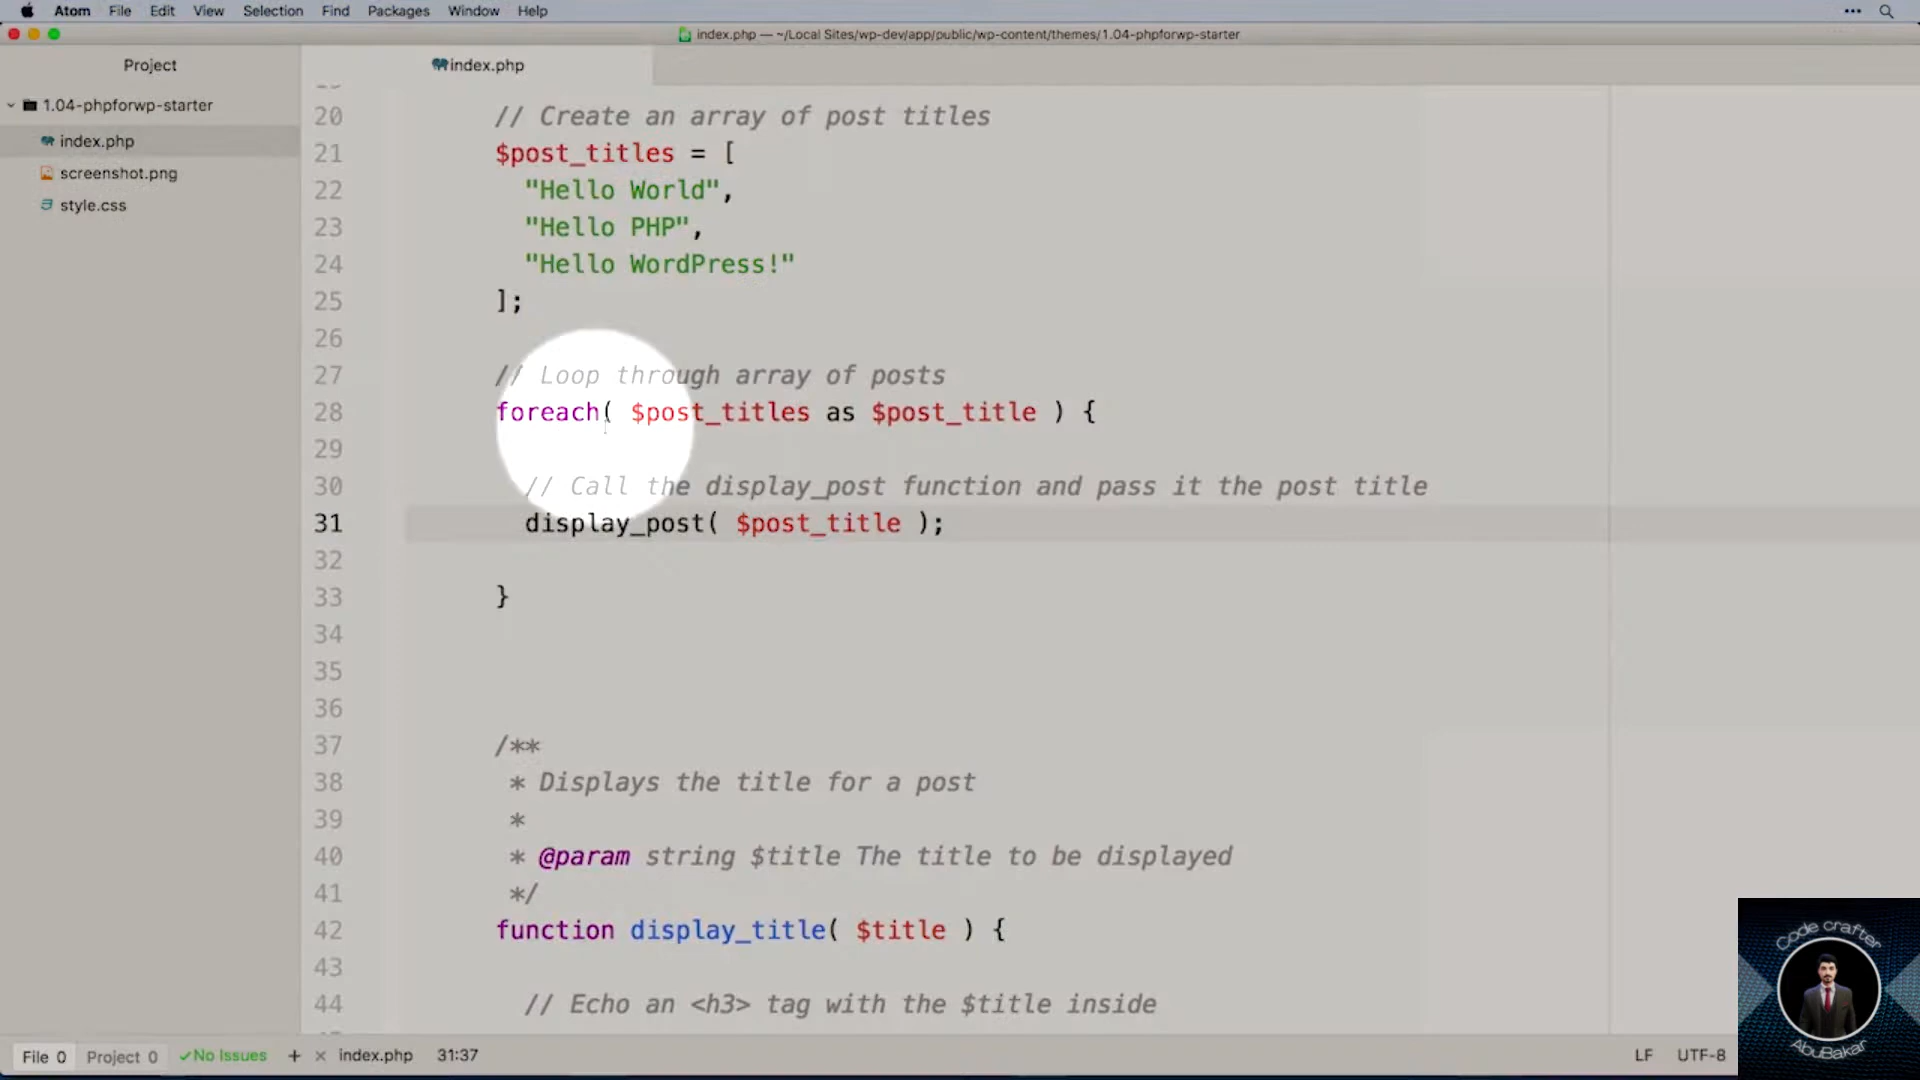 Atom File Edit View Selection Find Packages Window Help
index.php — ~/Local Sites/wp-dev/app/public/wp-content/themes/1.04-phpforwp-starter
Project
index.php
1.04-phpforwp-starter
index.php
screenshot.png
style.css
20 // Create an array of post titles
21 $post_titles = [
22 "Hello World",
23 "Hello PHP",
24 "Hello WordPress!"
25 ];
26
27 // Loop through array of posts
28 foreach( $post_titles as $post_title ) {
29
30 // Call the display_post function and pass it the post title
31 display_post( $post_title );
32
33 }
34
35
36
37 /**
38 * Displays the title for a post
39 *
40 * @param string $title The title to be displayed
41 */
42 function display_title( $title ) {
43
44 // Echo an <h3> tag with the $title inside
File 0 Project 0 ✓No Issues + × index.php 31:37 LF UTF-8
Code crafter
AbuBakar